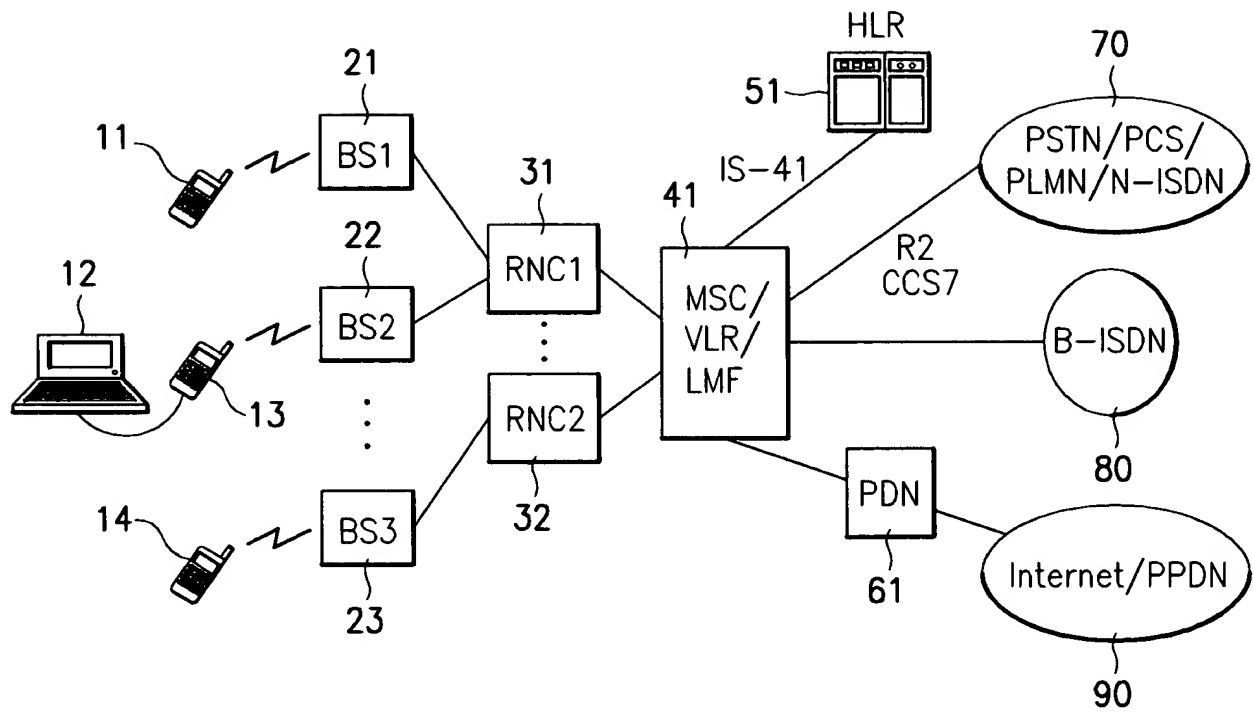 HLR
21
70
51
11
BS1
PSTN/PCS/
PLMN/N-ISDN
IS-41
31
41
22
12
RNC1
R2
CCS7
MSC/
VLR/
LMF
BS2
B-ISDN
13
RNC2
80
PDN
14
BS3
32
Internet/PPDN
61
23
90